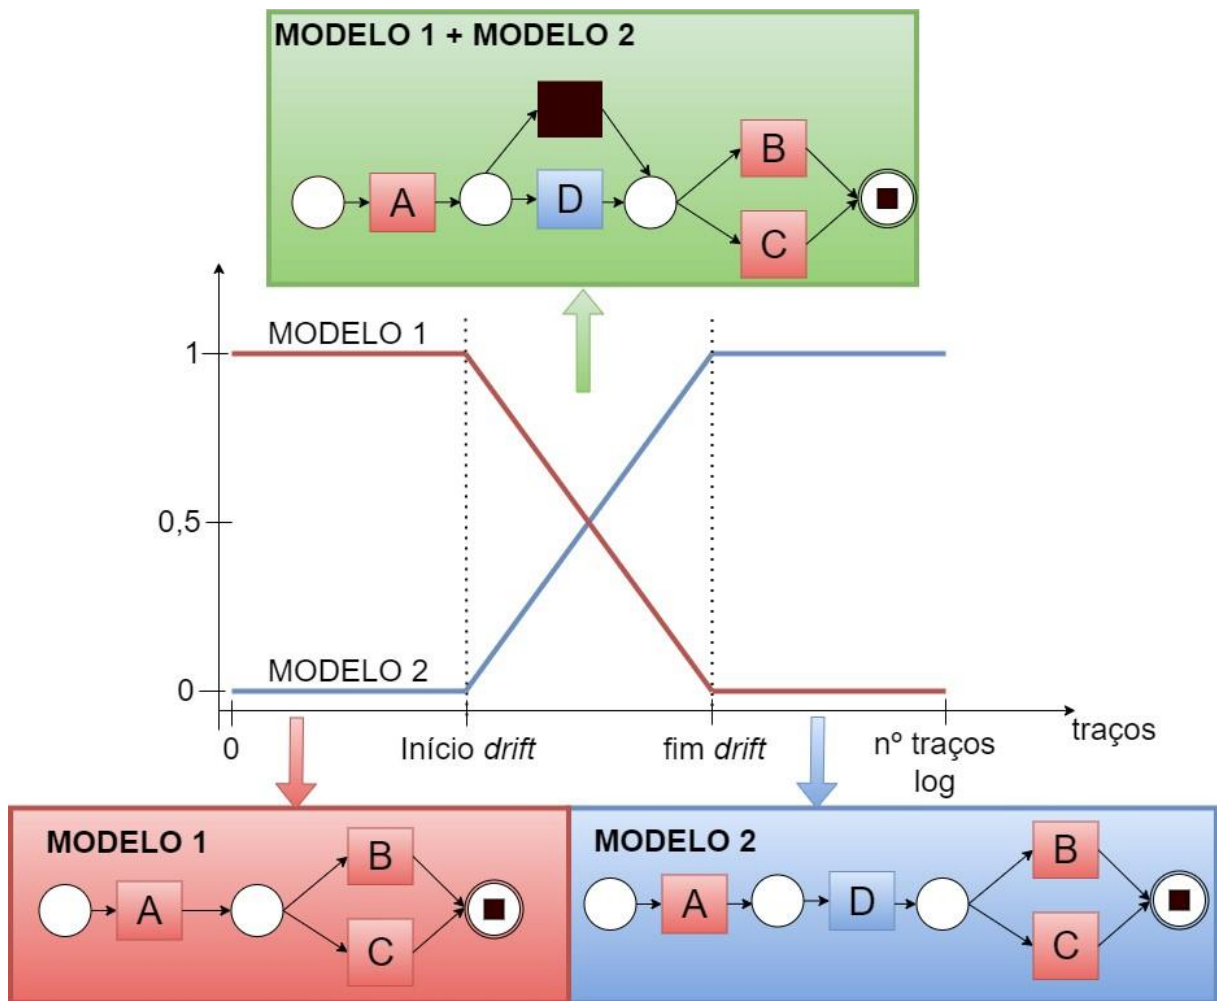 MODELO 1 + MODELO 2
A
D
B
C
MODELO 1
1
0,5
MODELO 2
0
0
Início drift
fim drift
nº traços
log
traços
MODELO 1
A
B
C
MODELO 2
A
D
B
C